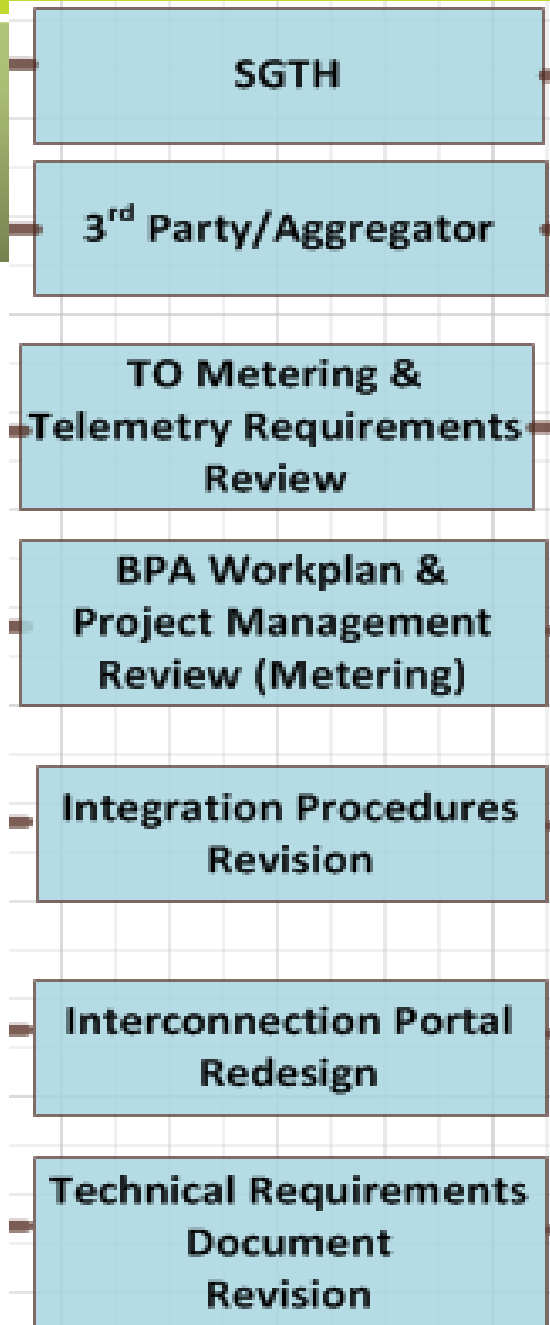 SGTH
3rd Party/Aggregator
TO Metering &
Telemetry Requirements
Review
BPA Workplan &
Project Management
Review (Metering)
Integration Procedures
Revision
Interconnection Portal
Redesign
Technical Requirements
Document
Revision